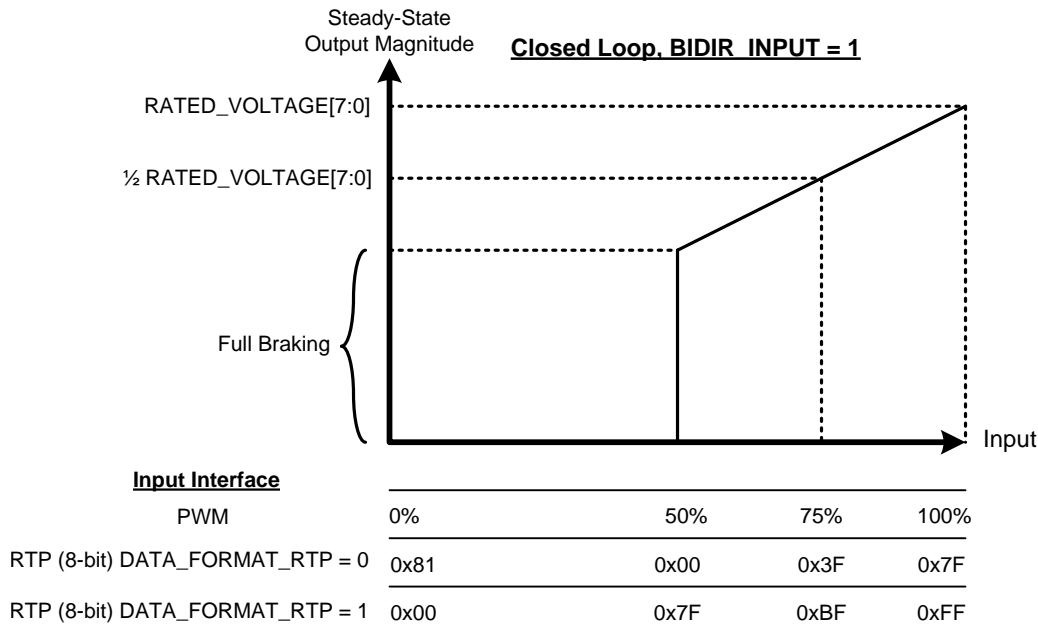 Steady-State
Output Magnitude
Closed Loop, BIDIR_INPUT = 1
RATED_VOLTAGE[7:0]
½ RATED_VOLTAGE[7:0]
Full Braking
Input
Input Interface
PWM 0% 50% 75% 100%
RTP (8-bit) DATA_FORMAT_RTP = 0 0x81 0x00 0x3F 0x7F
RTP (8-bit) DATA_FORMAT_RTP = 1 0x00 0x7F 0xBF 0xFF